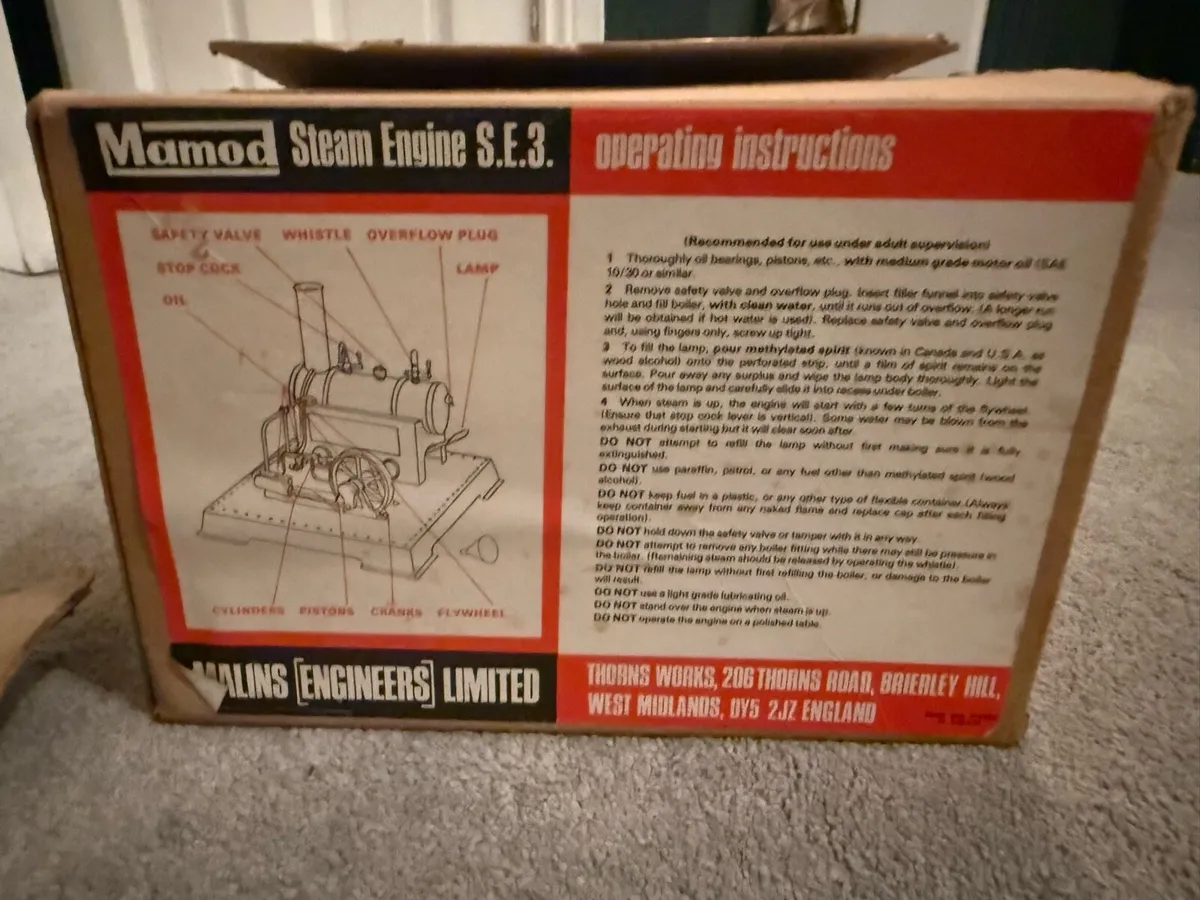 Mamod Steam Engine S.E.3.
operating instructions
SAFETY VALVE WHISTLE OVERFLOW PLUG
STOP COCK LAMP
OIL
CYLINDERS PISTONS CRANKS FLYWHEEL
(Recommended for use under adult supervision)
1 Thoroughly oil bearings, pistons, etc., with medium grade motor oil (SAE
10/30 or similar
2 Remove safety valve and overflow plug. Insert filler funnel into safety valve
hole and fill boiler, with clean water, until it runs out of overflow. (A longer run
will be obtained if hot water is used). Replace safety valve and overflow plug
and, using fingers only, screw up tight.
3 To fill the lamp, pour methylated spirit (known in Canada and U.S.A. as
wood alcohol) onto the perforated strip, until a film of spirit remains on the
surface. Pour away any surplus and wipe the lamp body thoroughly. Light the
surface of the lamp and carefully slide it into recess under boiler.
4 When steam is up, the engine will start with a few turns of the flywheel
(Ensure that stop cock lever is vertical). Some water may be blown from the
exhaust during starting but it will clear soon after.
DO NOT attempt to refill the lamp without first making sure it is fully
extinguished.
DO NOT use paraffin, petrol, or any fuel other than methylated spirit (wood
alcohol).
DO NOT keep fuel in a plastic, or any other type of flexible container (Always
keep container away from any naked flame and replace cap after each filling
operation).
DO NOT hold down the safety valve or tamper with it in any way.
DO NOT attempt to remove any boiler fitting while there may still be pressure in
the boiler. (Remaining steam should be released by operating the whistle).
DO NOT refill the lamp without first refilling the boiler, or damage to the boiler
will result.
DO NOT use a light grade lubricating oil.
DO NOT stand over the engine when steam is up.
DO NOT operate the engine on a polished table.
MALINS [ENGINEERS] LIMITED
THORNS WORKS, 206 THORNS ROAD, BRIERLEY HILL,
WEST MIDLANDS, DY5 2JZ ENGLAND